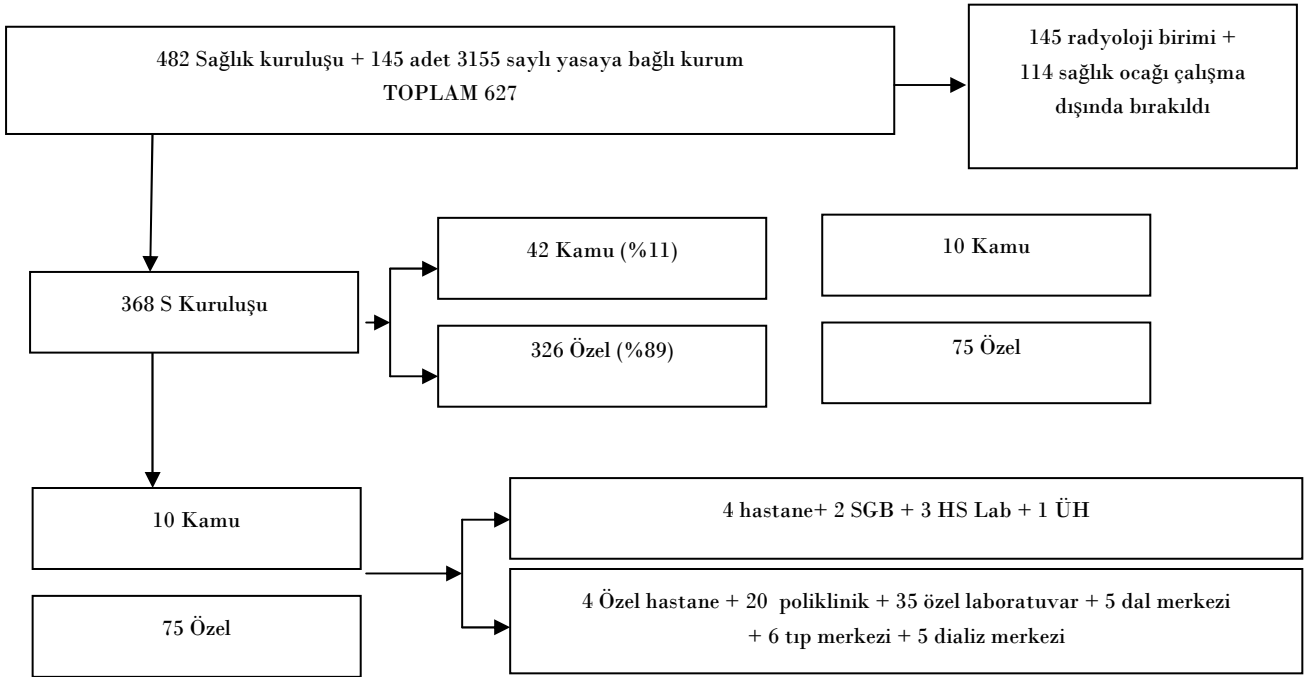 482 Sağlık kuruluşu + 145 adet 3155 saylı yasaya bağlı kurum
TOPLAM 627
145 radyoloji birimi +
114 sağlık ocağı çalışma
dışında bırakıldı
42 Kamu (%11)
10 Kamu
368 S Kuruluşu
326 Özel (%89)
75 Özel
10 Kamu
4 hastane+ 2 SGB + 3 HS Lab + 1 ÜH
75 Özel
4 Özel hastane + 20 poliklinik + 35 özel laboratuvar + 5 dal merkezi
+ 6 tıp merkezi + 5 dializ merkezi